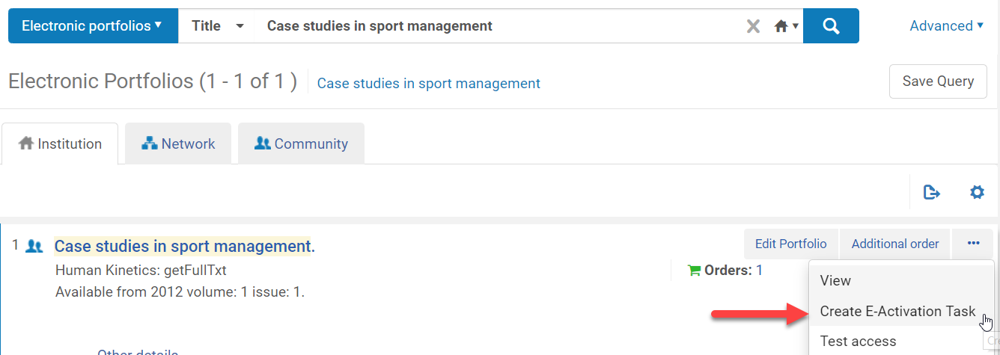 Electronic portfolios Title Case studies in sport management Advanced
Electronic Portfolios (1 - 1 of 1 ) Case studies in sport management Save Query
Institution Network Community
1 Case studies in sport management. Edit Portfolio Additional order ...
Human Kinetics: getFullTxt Orders: 1
Available from 2012 volume: 1 issue: 1.
View
Create E-Activation Task
Test access
Other details